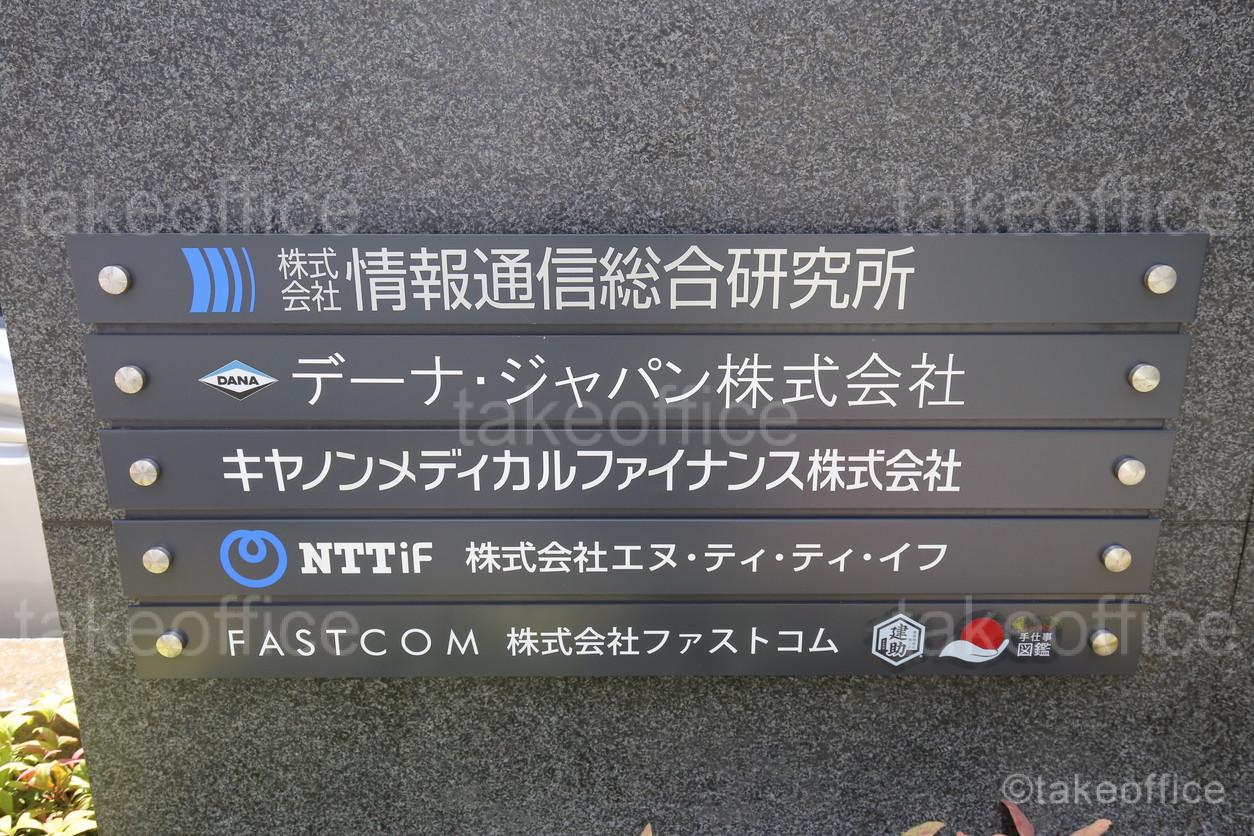 takeoffice takeoffice
株式会社 情報通信総合研究所
DANA デーナ・ジャパン株式会社
takeoffice
キヤノンメディカルファイナンス株式会社
NTTiF 株式会社エヌ・ティ・ティ・イフ
takeoffice takeoffice
FASTCOM 株式会社ファストコム 建助 手仕事図鑑
©takeoffice